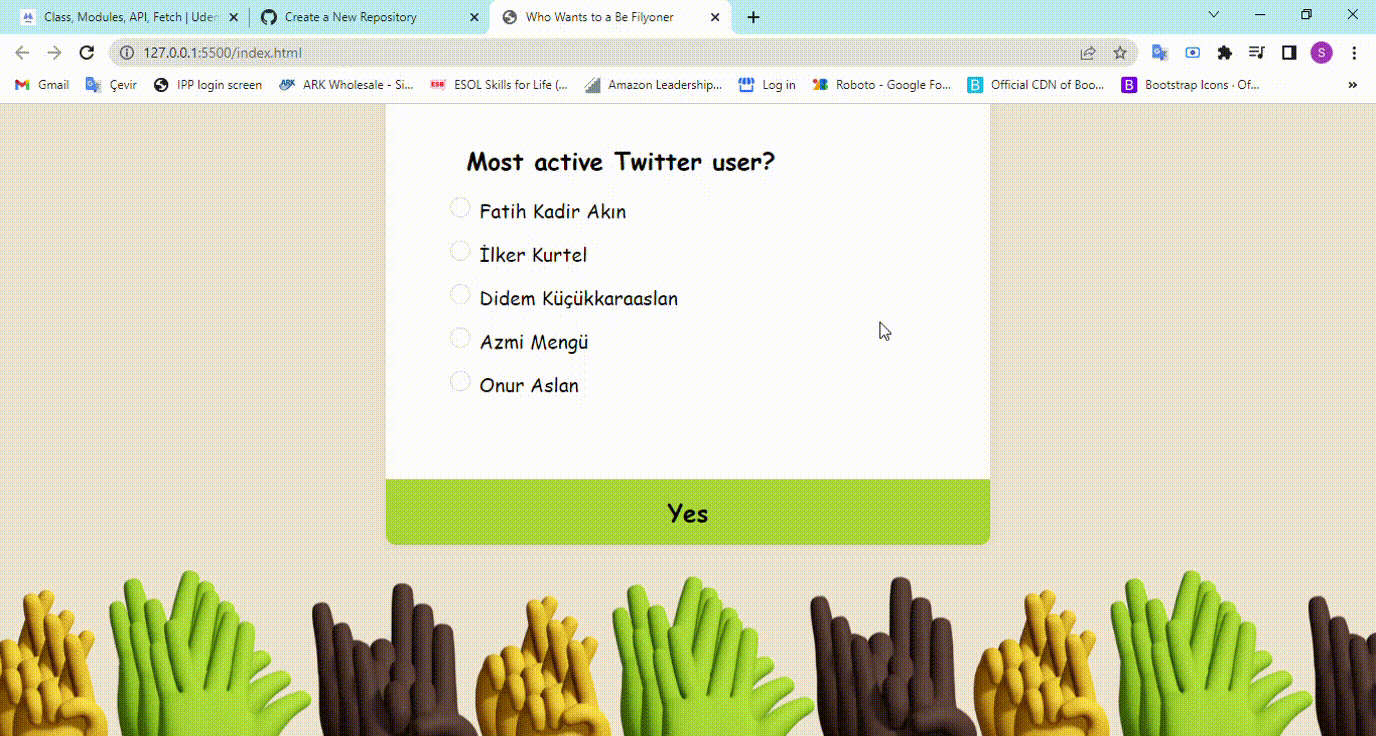 Class, Modules, API, Fetch | Uder
Create a New Repository
Who Wants to a Be Filyoner
127.0.0.1:5500/index.html
S
Gmail
Çevir
IPP login screen
ARK
ARK Wholesale - Si...
ESOL Skills for Life (...
Amazon Leadership...
Log in
Roboto - Google Fo...
B
Official CDN of Boo...
B
Bootstrap Icons · Of...
»
Most active Twitter user?
Fatih Kadir Akın
İlker Kurtel
Didem Küçükkaraaslan
Azmi Mengü
Onur Aslan
Yes